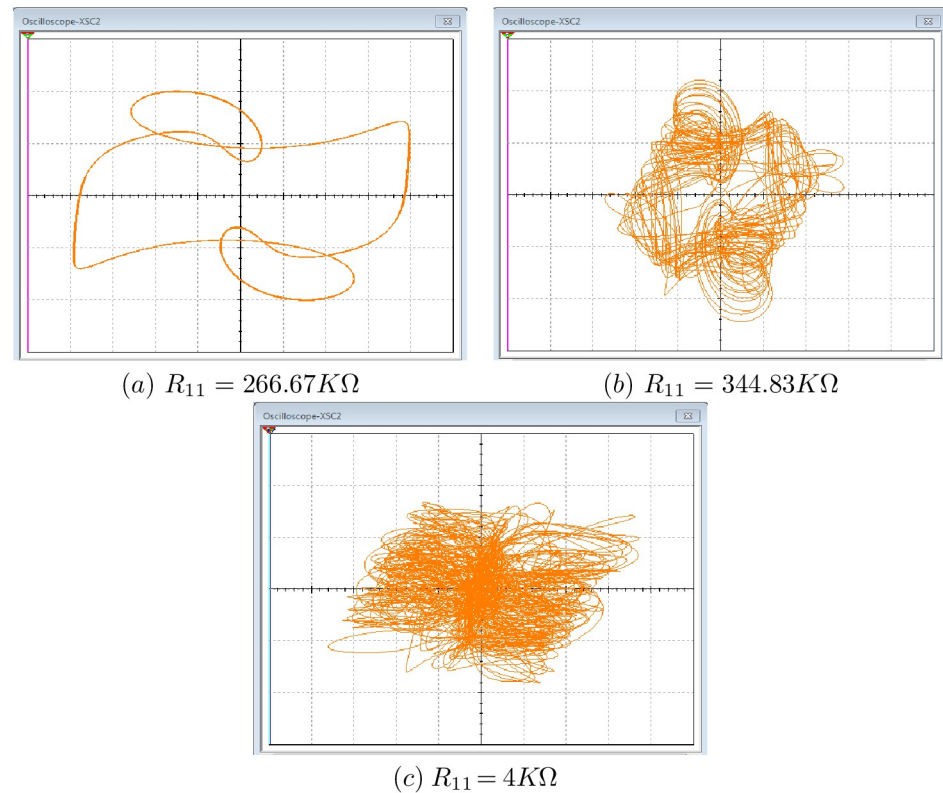 Oscilloscope-XSC2
Oscilloscope-XSC2
(a) R₁₁ = 266.67KΩ
(b) R₁₁ = 344.83KΩ
Oscilloscope-XSC2
(c) R₁₁ = 4KΩ